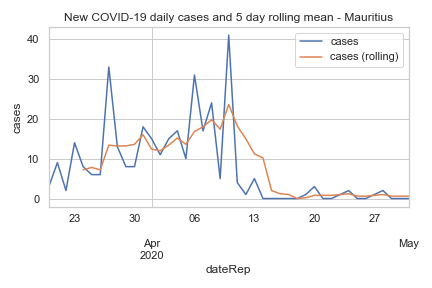 New COVID-19 daily cases and 5 day rolling mean - Mauritius
cases
cases (rolling)
40
30
20
10
0
cases
23
30
06
13
20
27
Apr
2020
May
dateRep